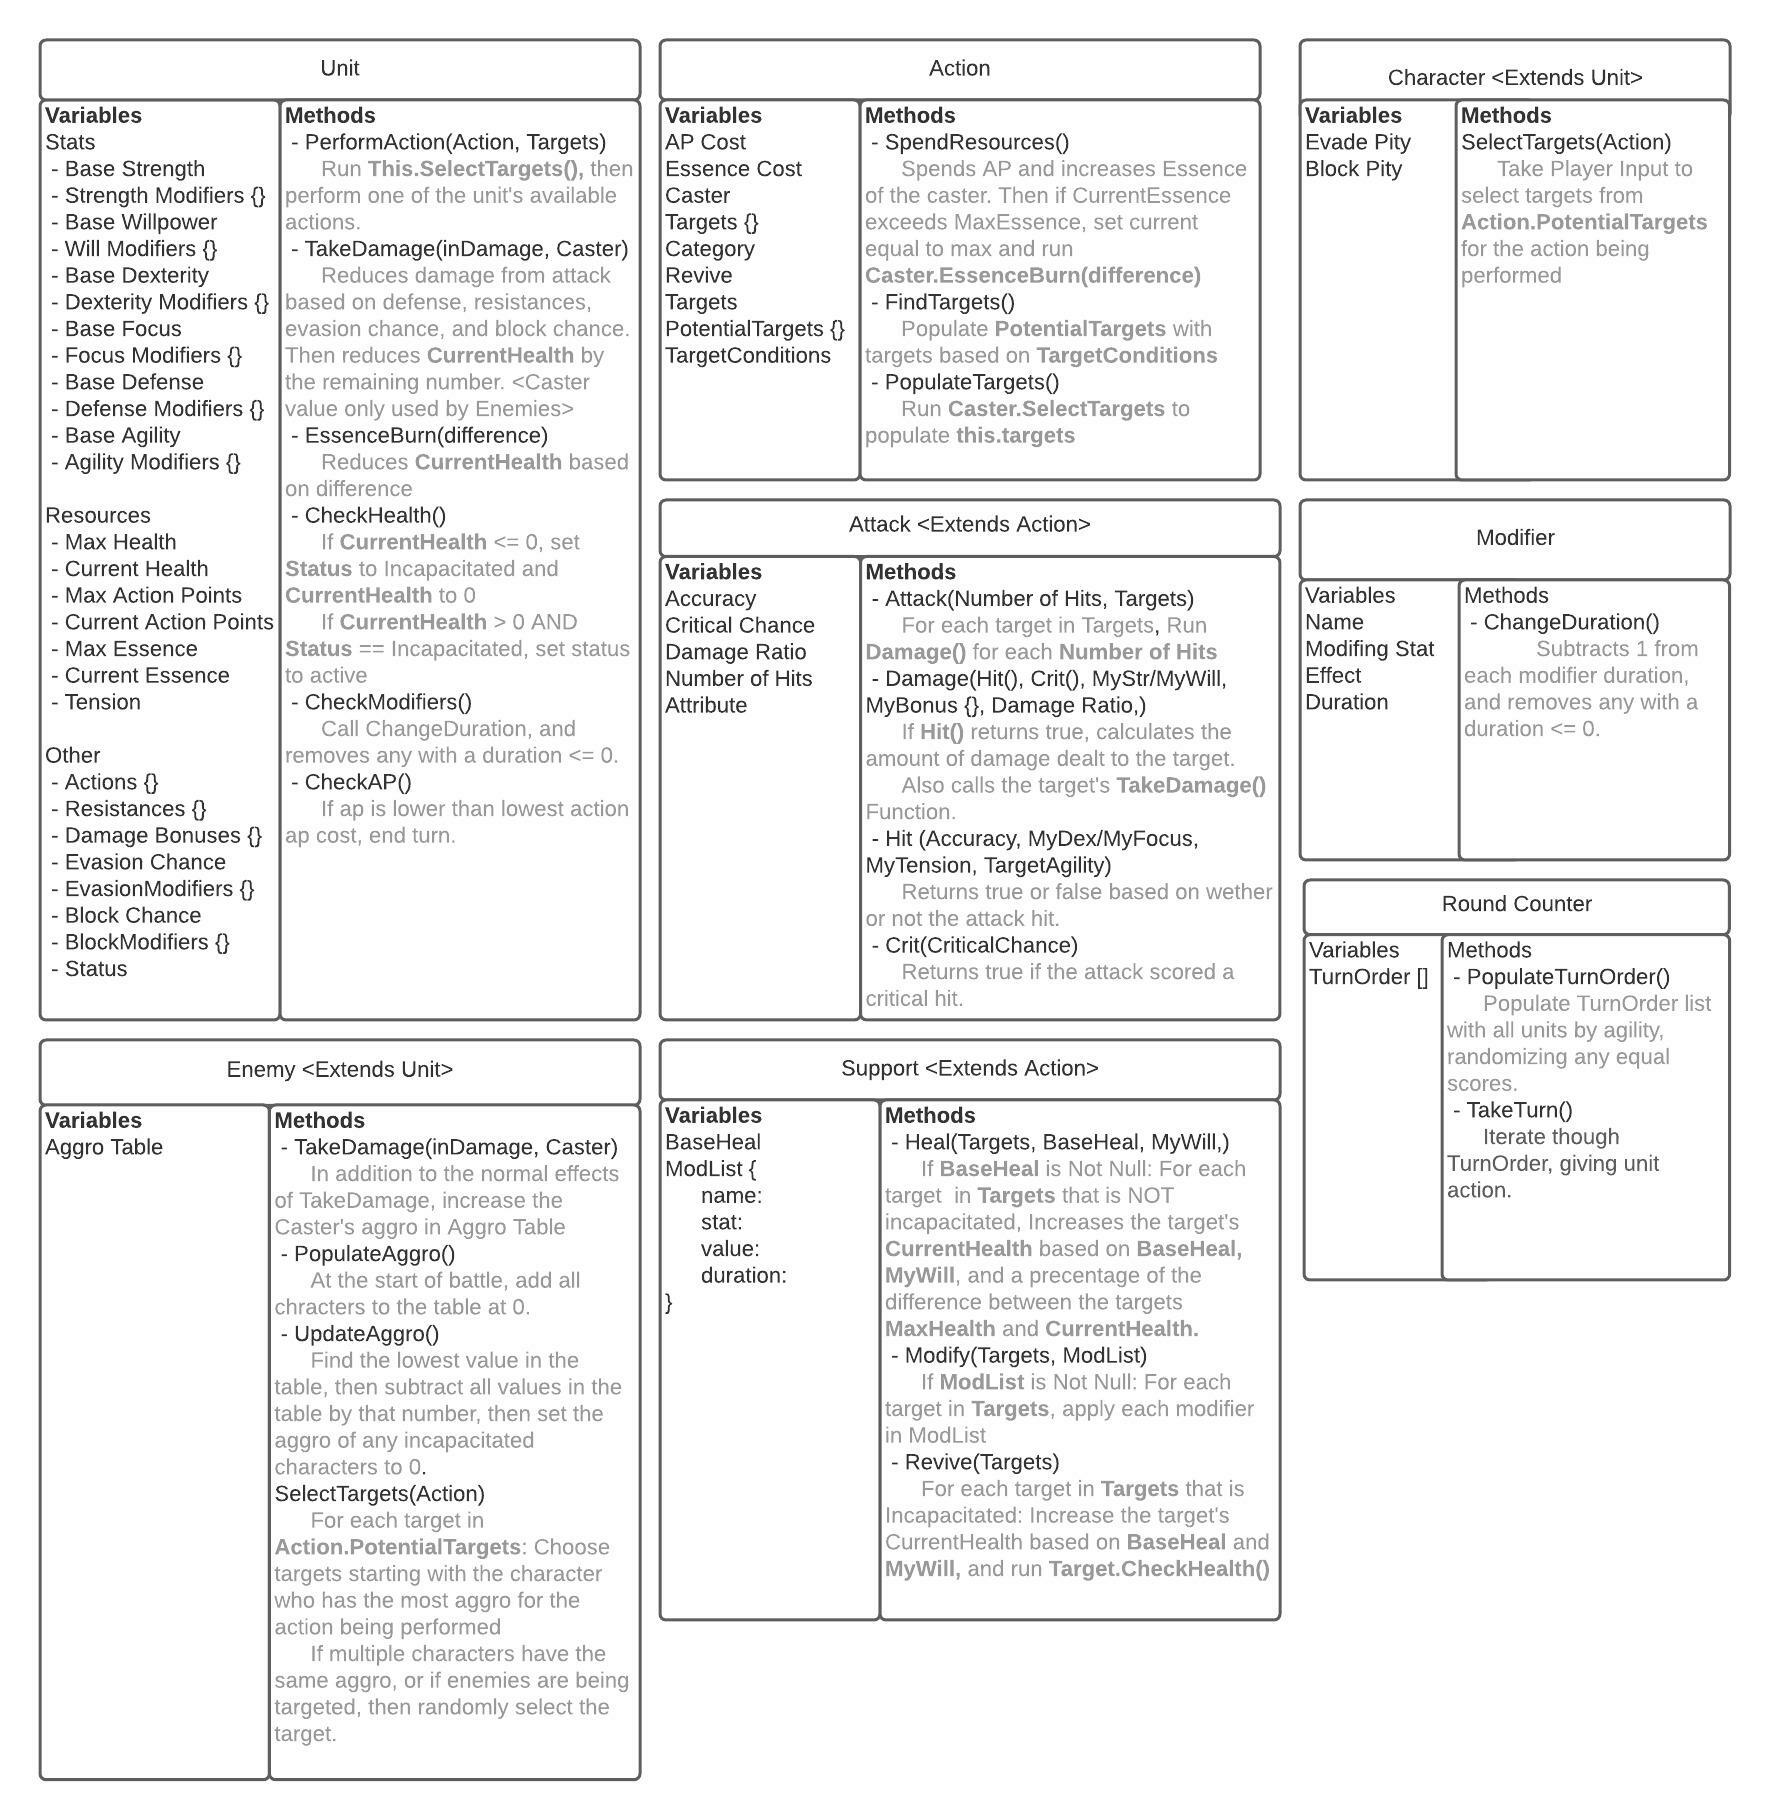 Unit
Variables
Stats
- Base Strength
- Strength Modifiers {}
- Base Willpower
- Will Modifiers {}
- Base Dexterity
- Dexterity Modifiers {}
- Base Focus
- Focus Modifiers {}
- Base Defense
- Defense Modifiers {}
- Base Agility
- Agility Modifiers {}
Resources
- Max Health
- Current Health
- Max Action Points
- Current Action Points
- Max Essence
- Current Essence
- Tension
Other
- Actions {}
- Resistances {}
- Damage Bonuses {}
- Evasion Chance
- EvasionModifiers {}
- Block Chance
- BlockModifiers {}
- Status
Methods
- PerformAction(Action, Targets)
Run This.SelectTargets(), then
perform one of the unit's available
actions.
- TakeDamage(inDamage, Caster)
Reduces damage from attack
based on defense, resistances,
evasion chance, and block chance.
Then reduces CurrentHealth by
the remaining number. <Caster
value only used by Enemies>
- EssenceBurn(difference)
Reduces CurrentHealth based
on difference
- CheckHealth()
If CurrentHealth <= 0, set
Status to Incapacitated and
CurrentHealth to 0
If CurrentHealth > 0 AND
Status == Incapacitated, set status
to active
- CheckModifiers()
Call ChangeDuration, and
removes any with a duration <= 0.
- CheckAP()
If ap is lower than lowest action
ap cost, end turn.
Action
Variables
AP Cost
Essence Cost
Caster
Targets {}
Category
Revive
Targets
PotentialTargets {}
TargetConditions
Methods
- SpendResources()
Spends AP and increases Essence
of the caster. Then if CurrentEssence
exceeds MaxEssence, set current
equal to max and run
Caster.EssenceBurn(difference)
- FindTargets()
Populate PotentialTargets with
targets based on TargetConditions
- PopulateTargets()
Run Caster.SelectTargets to
populate this.targets
Character <Extends Unit>
Variables
Evade Pity
Block Pity
Methods
SelectTargets(Action)
Take Player Input to
select targets from
Action.PotentialTargets
for the action being
performed
Attack <Extends Action>
Variables
Accuracy
Critical Chance
Damage Ratio
Number of Hits
Attribute
Methods
- Attack(Number of Hits, Targets)
For each target in Targets, Run
Damage() for each Number of Hits
- Damage(Hit(), Crit(), MyStr/MyWill,
MyBonus {}, Damage Ratio,)
If Hit() returns true, calculates the
amount of damage dealt to the target.
Also calls the target's TakeDamage()
Function.
- Hit (Accuracy, MyDex/MyFocus,
MyTension, TargetAgility)
Returns true or false based on wether
or not the attack hit.
- Crit(CriticalChance)
Returns true if the attack scored a
critical hit.
Modifier
Variables
Name
Modifing Stat
Effect
Duration
Methods
- ChangeDuration()
Subtracts 1 from
each modifier duration,
and removes any with a
duration <= 0.
Round Counter
Variables
TurnOrder []
Methods
- PopulateTurnOrder()
Populate TurnOrder list
with all units by agility,
randomizing any equal
scores.
- TakeTurn()
Iterate though
TurnOrder, giving unit
action.
Enemy <Extends Unit>
Variables
Aggro Table
Methods
- TakeDamage(inDamage, Caster)
In addition to the normal effects
of TakeDamage, increase the
Caster's aggro in Aggro Table
- PopulateAggro()
At the start of battle, add all
chracters to the table at 0.
- UpdateAggro()
Find the lowest value in the
table, then subtract all values in the
table by that number, then set the
aggro of any incapacitated
characters to 0.
SelectTargets(Action)
For each target in
Action.PotentialTargets: Choose
targets starting with the character
who has the most aggro for the
action being performed
If multiple characters have the
same aggro, or if enemies are being
targeted, then randomly select the
target.
Support <Extends Action>
Variables
BaseHeal
ModList {
name:
stat:
value:
duration:
}
Methods
- Heal(Targets, BaseHeal, MyWill,)
If BaseHeal is Not Null: For each
target in Targets that is NOT
incapacitated, Increases the target's
CurrentHealth based on BaseHeal,
MyWill, and a precentage of the
difference between the targets
MaxHealth and CurrentHealth.
- Modify(Targets, ModList)
If ModList is Not Null: For each
target in Targets, apply each modifier
in ModList
- Revive(Targets)
For each target in Targets that is
Incapacitated: Increase the target's
CurrentHealth based on BaseHeal and
MyWill, and run Target.CheckHealth()